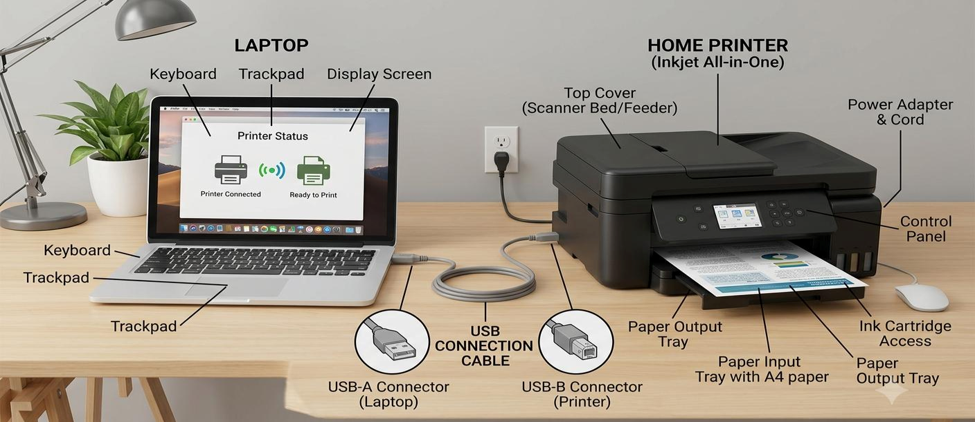 LAPTOP
Keyboard
Trackpad
Display Screen
Printer Status
Printer Connected
Ready to Print
Keyboard
Trackpad
Trackpad
USB
CONNECTION
CABLE
USB-A Connector
(Laptop)
USB-B Connector
(Printer)
HOME PRINTER
(Inkjet All-in-One)
Top Cover
(Scanner Bed/Feeder)
Power Adapter
& Cord
Control
Panel
Paper Output
Tray
Paper Input
Tray with A4 paper
Paper
Output Tray
Ink Cartridge
Access